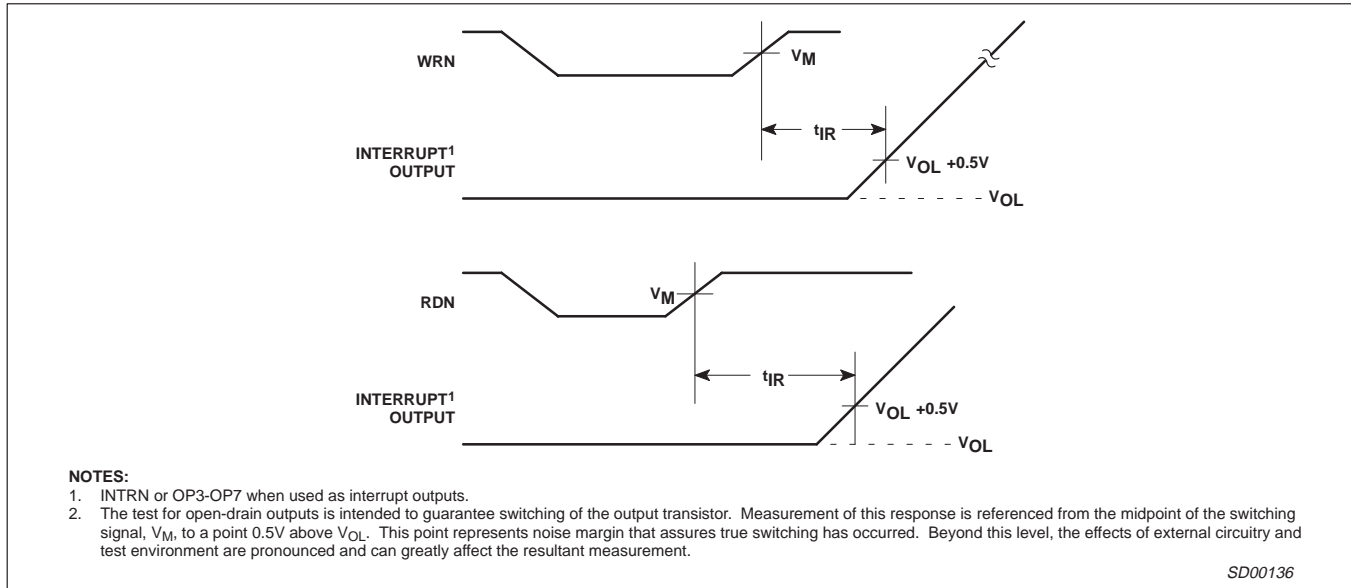 WRN
VM
tIR
INTERRUPT1
OUTPUT
VOL +0.5V
VOL
RDN
VM
tIR
INTERRUPT1
OUTPUT
VOL +0.5V
VOL
NOTES:
1. INTRN or OP3-OP7 when used as interrupt outputs.
2. The test for open-drain outputs is intended to guarantee switching of the output transistor. Measurement of this response is referenced from the midpoint of the switching
signal, VM, to a point 0.5V above VOL. This point represents noise margin that assures true switching has occurred. Beyond this level, the effects of external circuitry and
test environment are pronounced and can greatly affect the resultant measurement.
SD00136